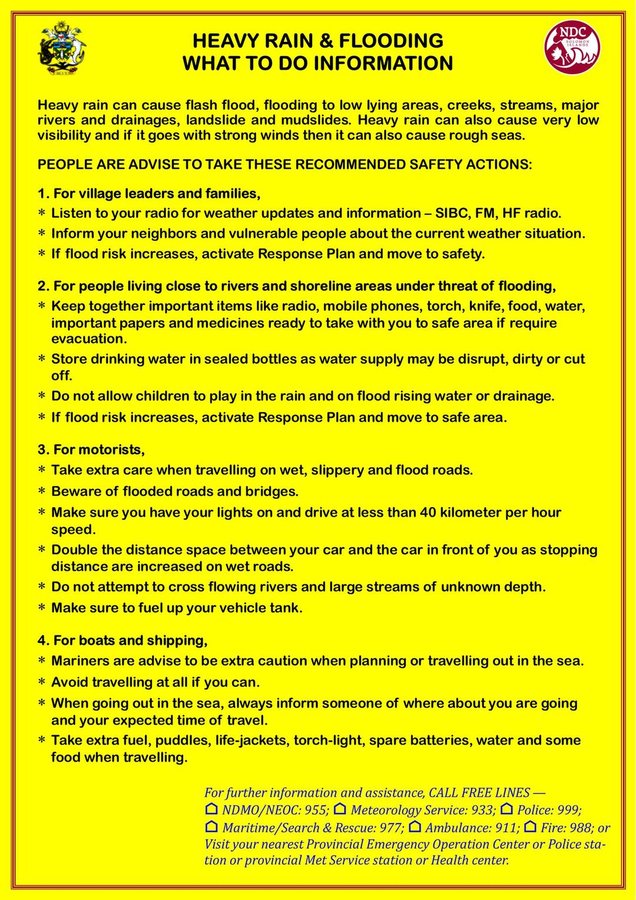 HEAVY RAIN & FLOODING
WHAT TO DO INFORMATION
NDC
SOLOMON
ISLANDS
Heavy rain can cause flash flood, flooding to low lying areas, creeks, streams, major
rivers and drainages, landslide and mudslides. Heavy rain can also cause very low
visibility and if it goes with strong winds then it can also cause rough seas.
PEOPLE ARE ADVISE TO TAKE THESE RECOMMENDED SAFETY ACTIONS:
1. For village leaders and families,
* Listen to your radio for weather updates and information – SIBC, FM, HF radio.
* Inform your neighbors and vulnerable people about the current weather situation.
* If flood risk increases, activate Response Plan and move to safety.
2. For people living close to rivers and shoreline areas under threat of flooding,
* Keep together important items like radio, mobile phones, torch, knife, food, water,
important papers and medicines ready to take with you to safe area if require
evacuation.
* Store drinking water in sealed bottles as water supply may be disrupt, dirty or cut
off.
* Do not allow children to play in the rain and on flood rising water or drainage.
* If flood risk increases, activate Response Plan and move to safe area.
3. For motorists,
* Take extra care when travelling on wet, slippery and flood roads.
* Beware of flooded roads and bridges.
* Make sure you have your lights on and drive at less than 40 kilometer per hour
speed.
* Double the distance space between your car and the car in front of you as stopping
distance are increased on wet roads.
* Do not attempt to cross flowing rivers and large streams of unknown depth.
* Make sure to fuel up your vehicle tank.
4. For boats and shipping,
* Mariners are advise to be extra caution when planning or travelling out in the sea.
* Avoid travelling at all if you can.
* When going out in the sea, always inform someone of where about you are going
and your expected time of travel.
* Take extra fuel, puddles, life-jackets, torch-light, spare batteries, water and some
food when travelling.
For further information and assistance, CALL FREE LINES —
NDMO/NEOC: 955; Meteorology Service: 933; Police: 999;
Maritime/Search & Rescue: 977; Ambulance: 911; Fire: 988; or
Visit your nearest Provincial Emergency Operation Center or Police sta-
tion or provincial Met Service station or Health center.